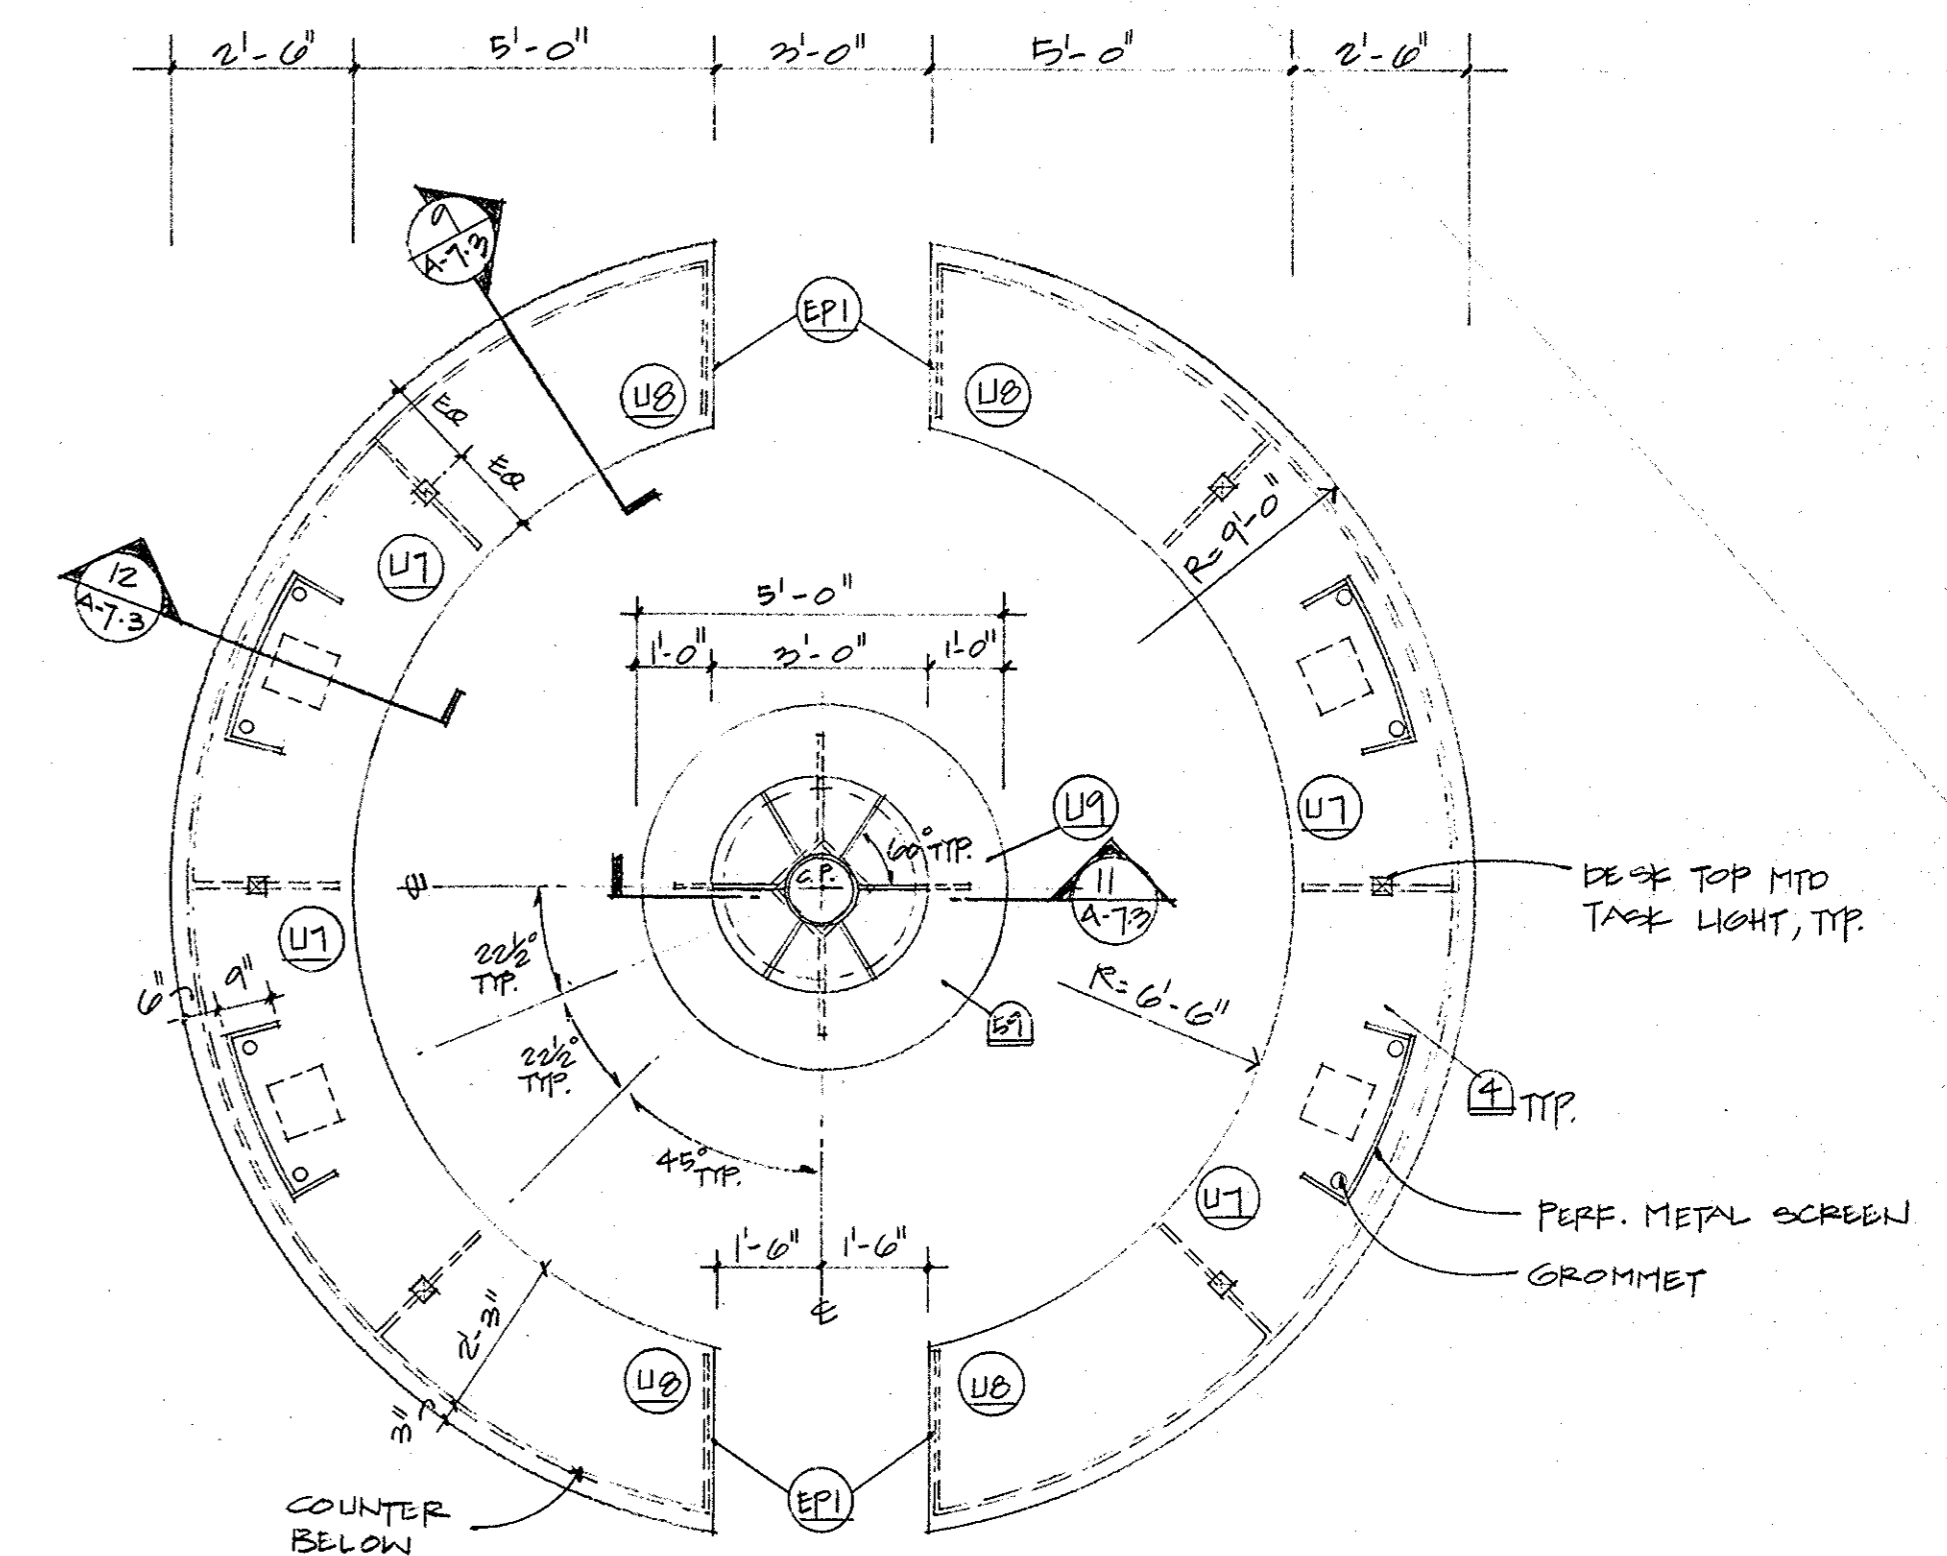 2'-6" 5'-0" 3'-0" 5'-0" 2'-6"
9
A-7.3
EP1
U8 U8
EQ
EQ
R=9'-0"
U7
12
A-7.3
5'-0"
1'-0" 3'-0" 1'-0"
U9
U7
60° TYP.
C.P.
11
A-7.3
DESK TOP MTD
TASK LIGHT, TYP.
℄
U7
22½°
TYP.
R=6'-6"
6" 9"
59
22½°
TYP.
4 TYP.
45° TYP.
U7
PERF. METAL SCREEN
1'-6" 1'-6"
GROMMET
℄
2'-3"
3"
U8 U8
EP1
COUNTER
BELOW